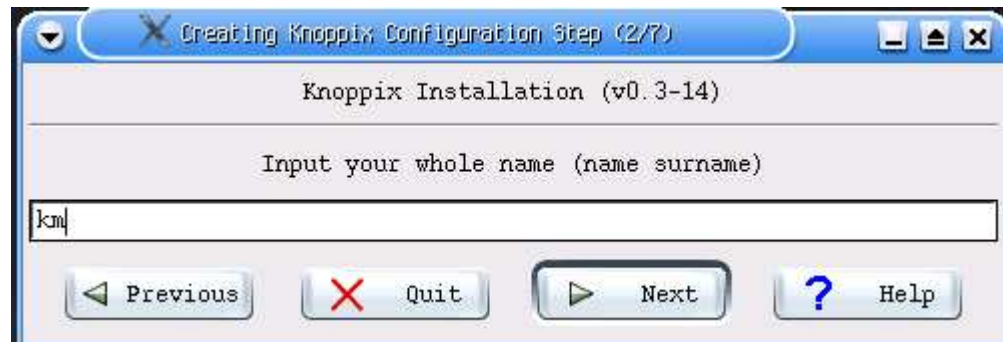 Creating Knoppix Configuration Step (2/7)
Knoppix Installation (v0.3-14)
Input your whole name (name surname)
km
Previous Quit Next ? Help